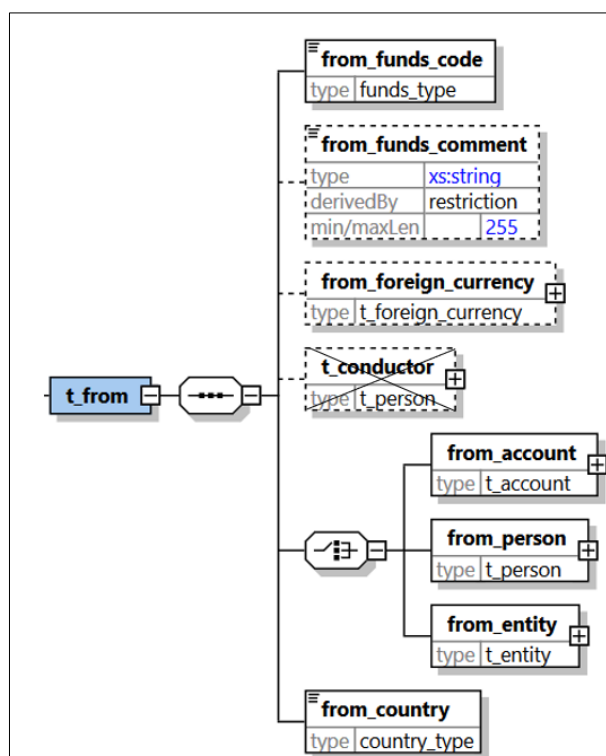 from_funds_code
type funds_type
from_funds_comment
type xs:string
derivedBy restriction
min/maxLen 255
from_foreign_currency
type t_foreign_currency
t_conductor
type t_person
t_from
from_account
type t_account
from_person
type t_person
from_entity
type t_entity
from_country
type country_type